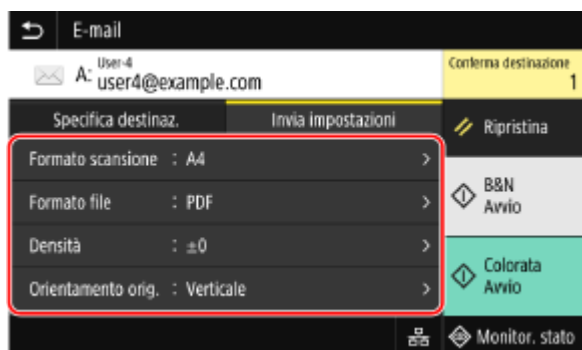 E-mail
User-4
A: user4@example.com
Conferma destinazione
1
Specifica destinaz.
Invia impostazioni
Ripristina
Formato scansione : A4
Formato file : PDF
Densità : ±0
Orientamento orig. : Verticale
B&N
Avvio
Colorata
Avvio
Monitor. stato